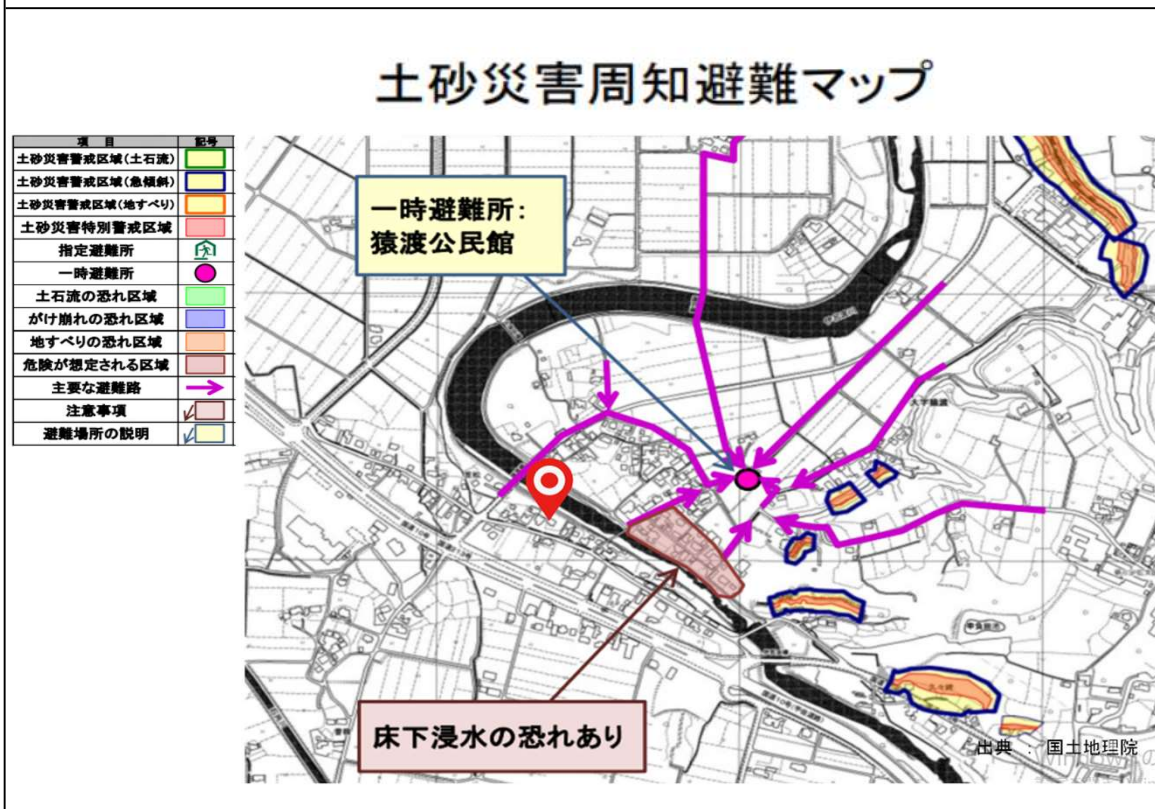 土砂災害周知避難マップ
項　目　記号
土砂災害警戒区域(土石流)
土砂災害警戒区域(急傾斜)
土砂災害警戒区域(地すべり)
土砂災害特別警戒区域
指定避難所
一時避難所
土石流の恐れ区域
がけ崩れの恐れ区域
地すべりの恐れ区域
危険が想定される区域
主要な避難路
注意事項
避難場所の説明
一時避難所：
猿渡公民館
床下浸水の恐れあり
出典 ： 国土地理院